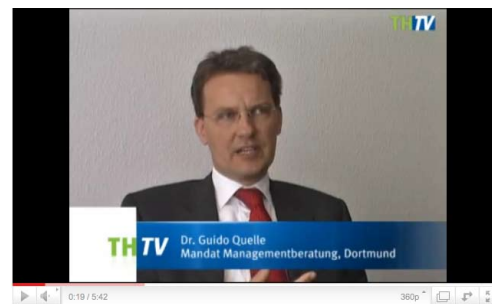 THTV
THTV
Dr. Guido Quelle
Mandat Managementberatung, Dortmund
0:19 / 5:42
360p